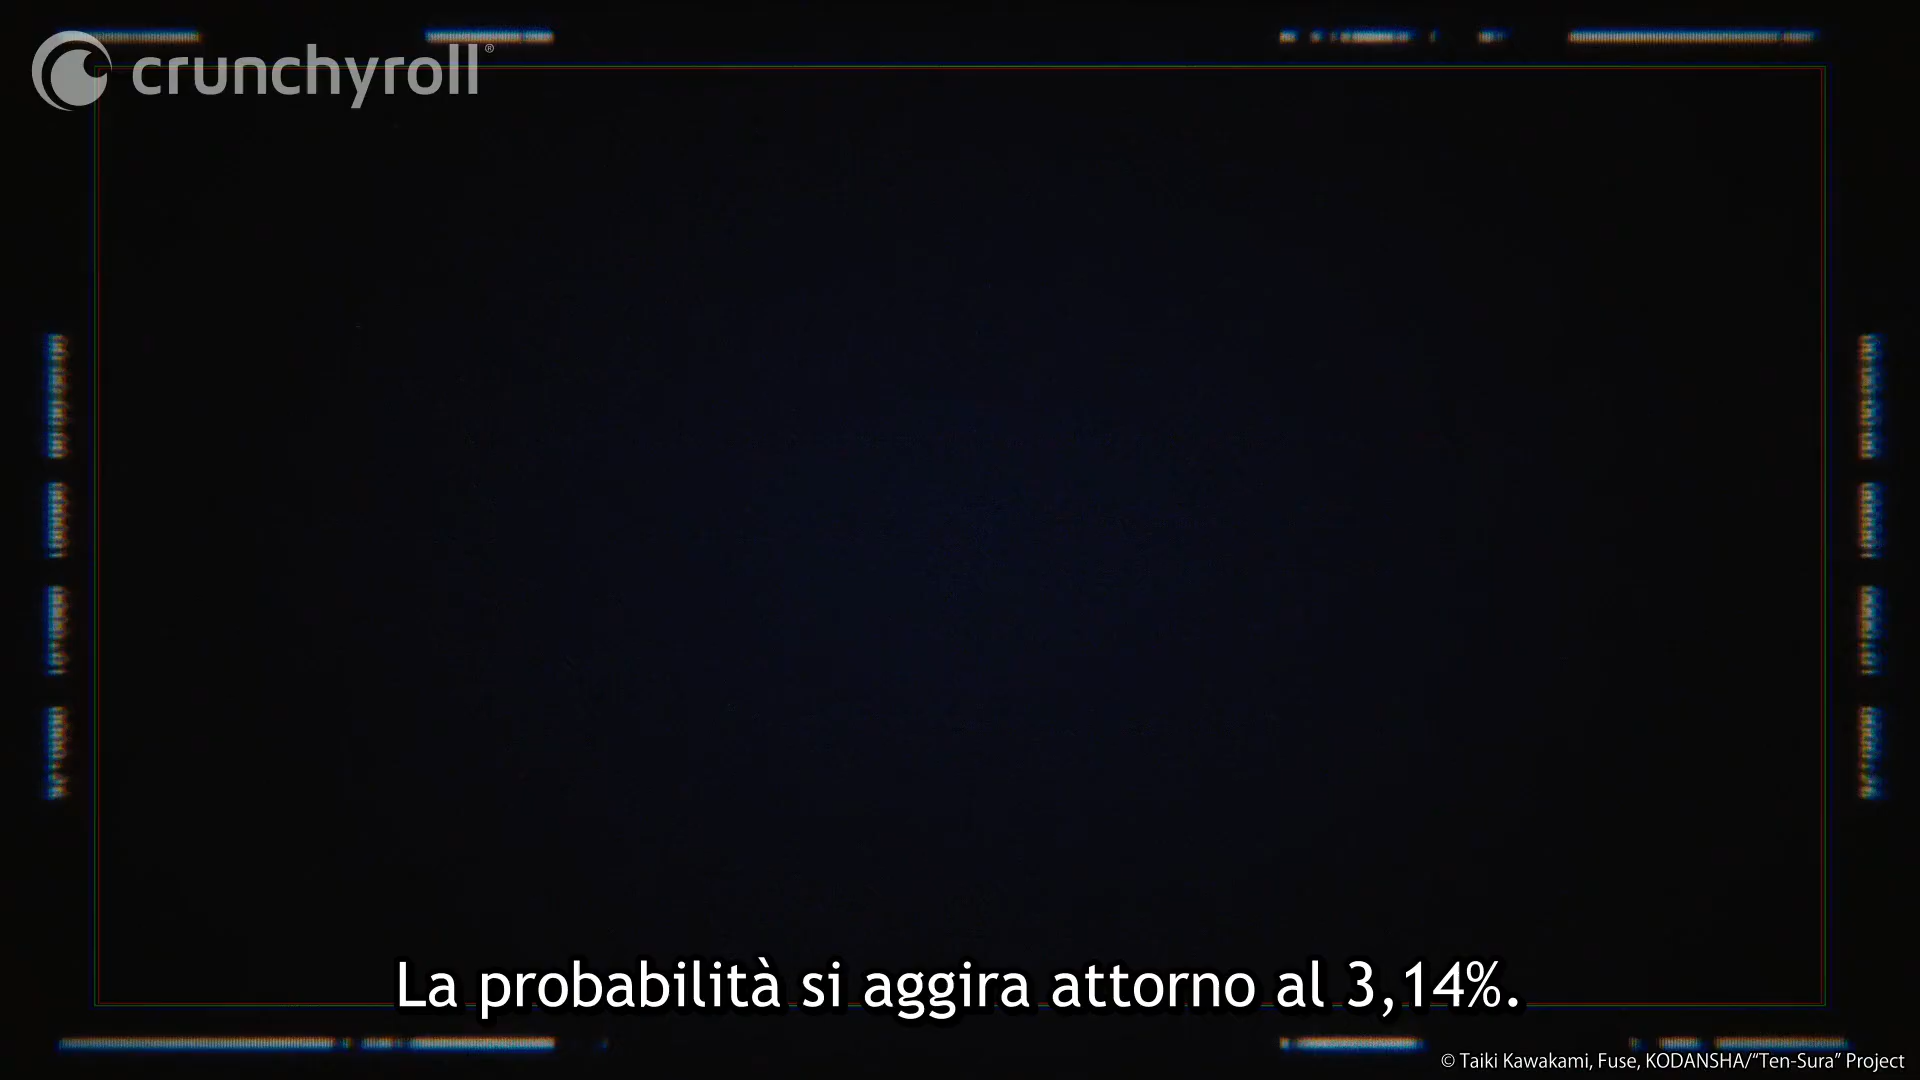 crunchyroll®
La probabilità si aggira attorno al 3,14%.
© Taiki Kawakami, Fuse, KODANSHA/“Ten-Sura” Project